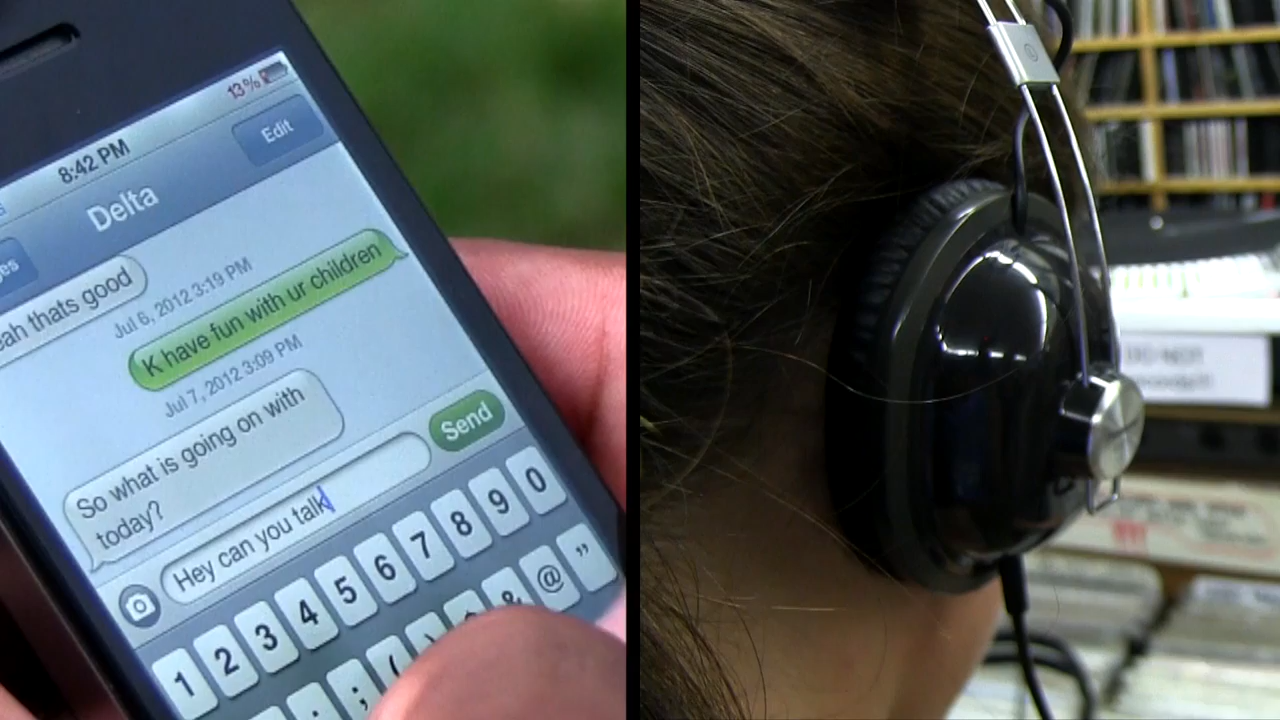 13%
8:42 PM
Edit
Delta
eah thats good
Jul 6, 2012 3:19 PM
K have fun with ur children
Jul 7, 2012 3:09 PM
So what is going on with
today?
Send
Hey can you talk
1 2 3 4 5 6 7 8 9 0
; ( ) & @ "
DO NOT